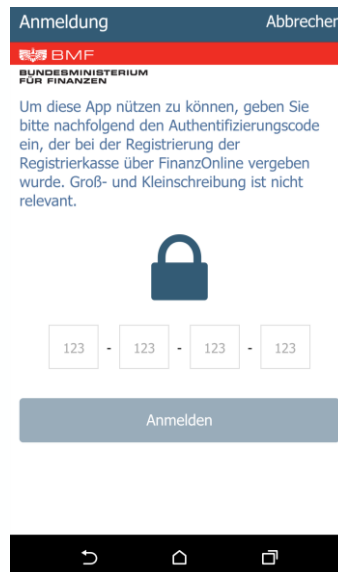 Anmeldung Abbrechen
BMF
BUNDESMINISTERIUM
FÜR FINANZEN
Um diese App nützen zu können, geben Sie
bitte nachfolgend den Authentifizierungscode
ein, der bei der Registrierung der
Registrierkasse über FinanzOnline vergeben
wurde. Groß- und Kleinschreibung ist nicht
relevant.
123 - 123 - 123 - 123
Anmelden